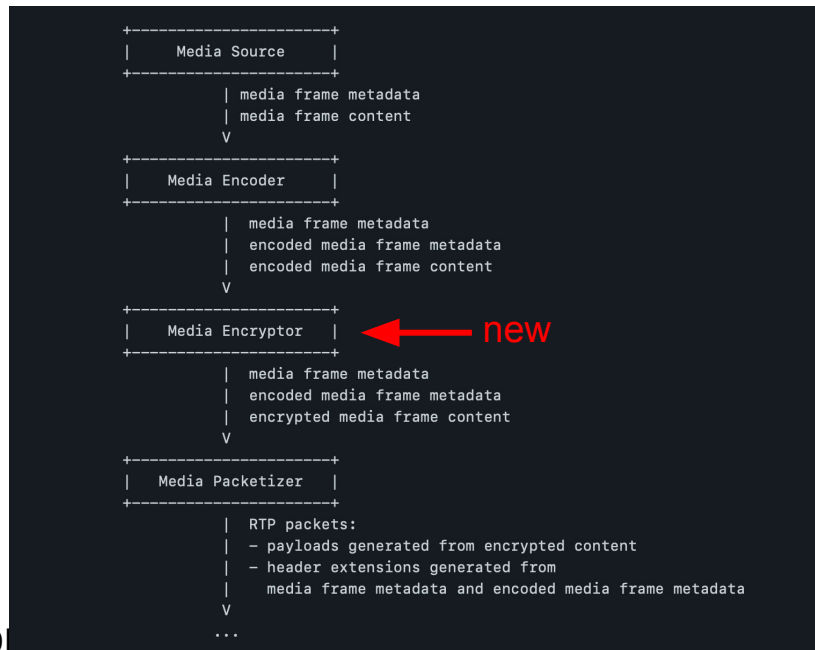 +-----------------------+
|     Media Source     |
+-----------------------+
| media frame metadata
| media frame content
V
+-----------------------+
|    Media Encoder     |
+-----------------------+
|  media frame metadata
|  encoded media frame metadata
|  encoded media frame content
V
+-----------------------+
|    Media Encryptor   | new
+-----------------------+
|  media frame metadata
|  encoded media frame metadata
|  encrypted media frame content
V
+-----------------------+
|   Media Packetizer   |
+-----------------------+
|  RTP packets:
|  – payloads generated from encrypted content
|  – header extensions generated from
|    media frame metadata and encoded media frame metadata
V
...